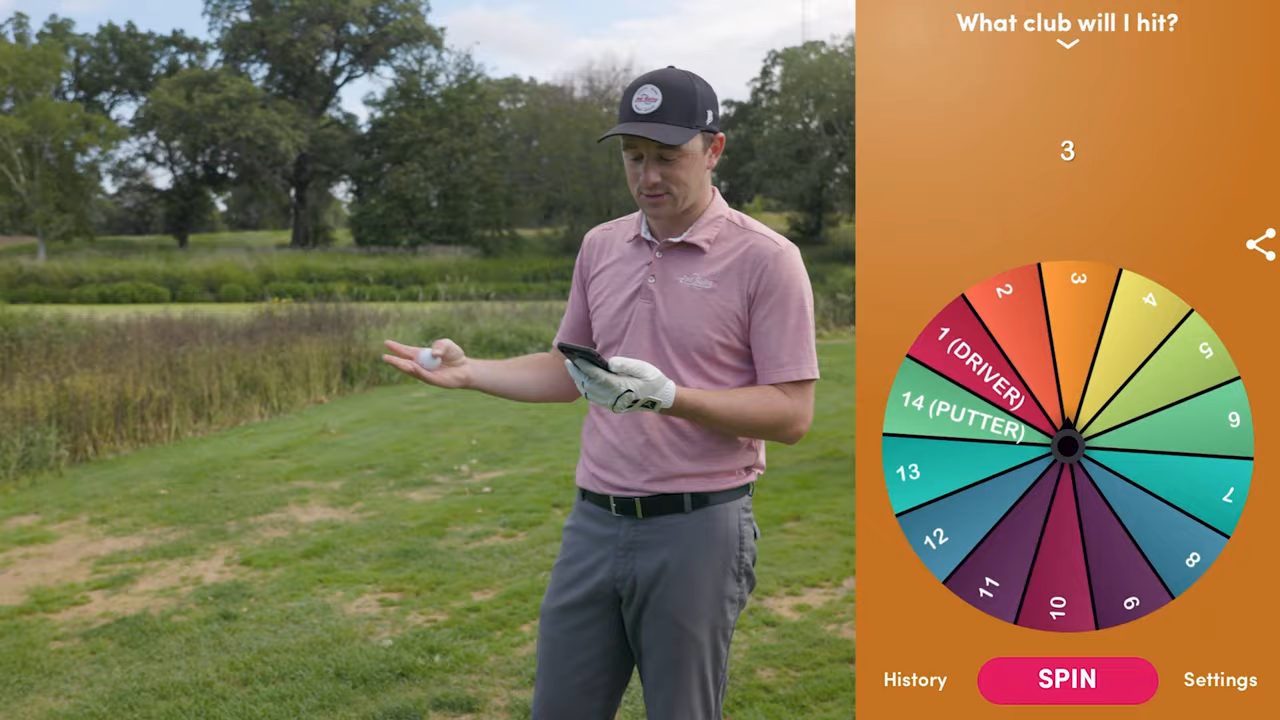 What club will I hit?
3
1 (DRIVER)
2
3
4
5
6
7
8
9
10
11
12
13
14 (PUTTER)
History
SPIN
Settings